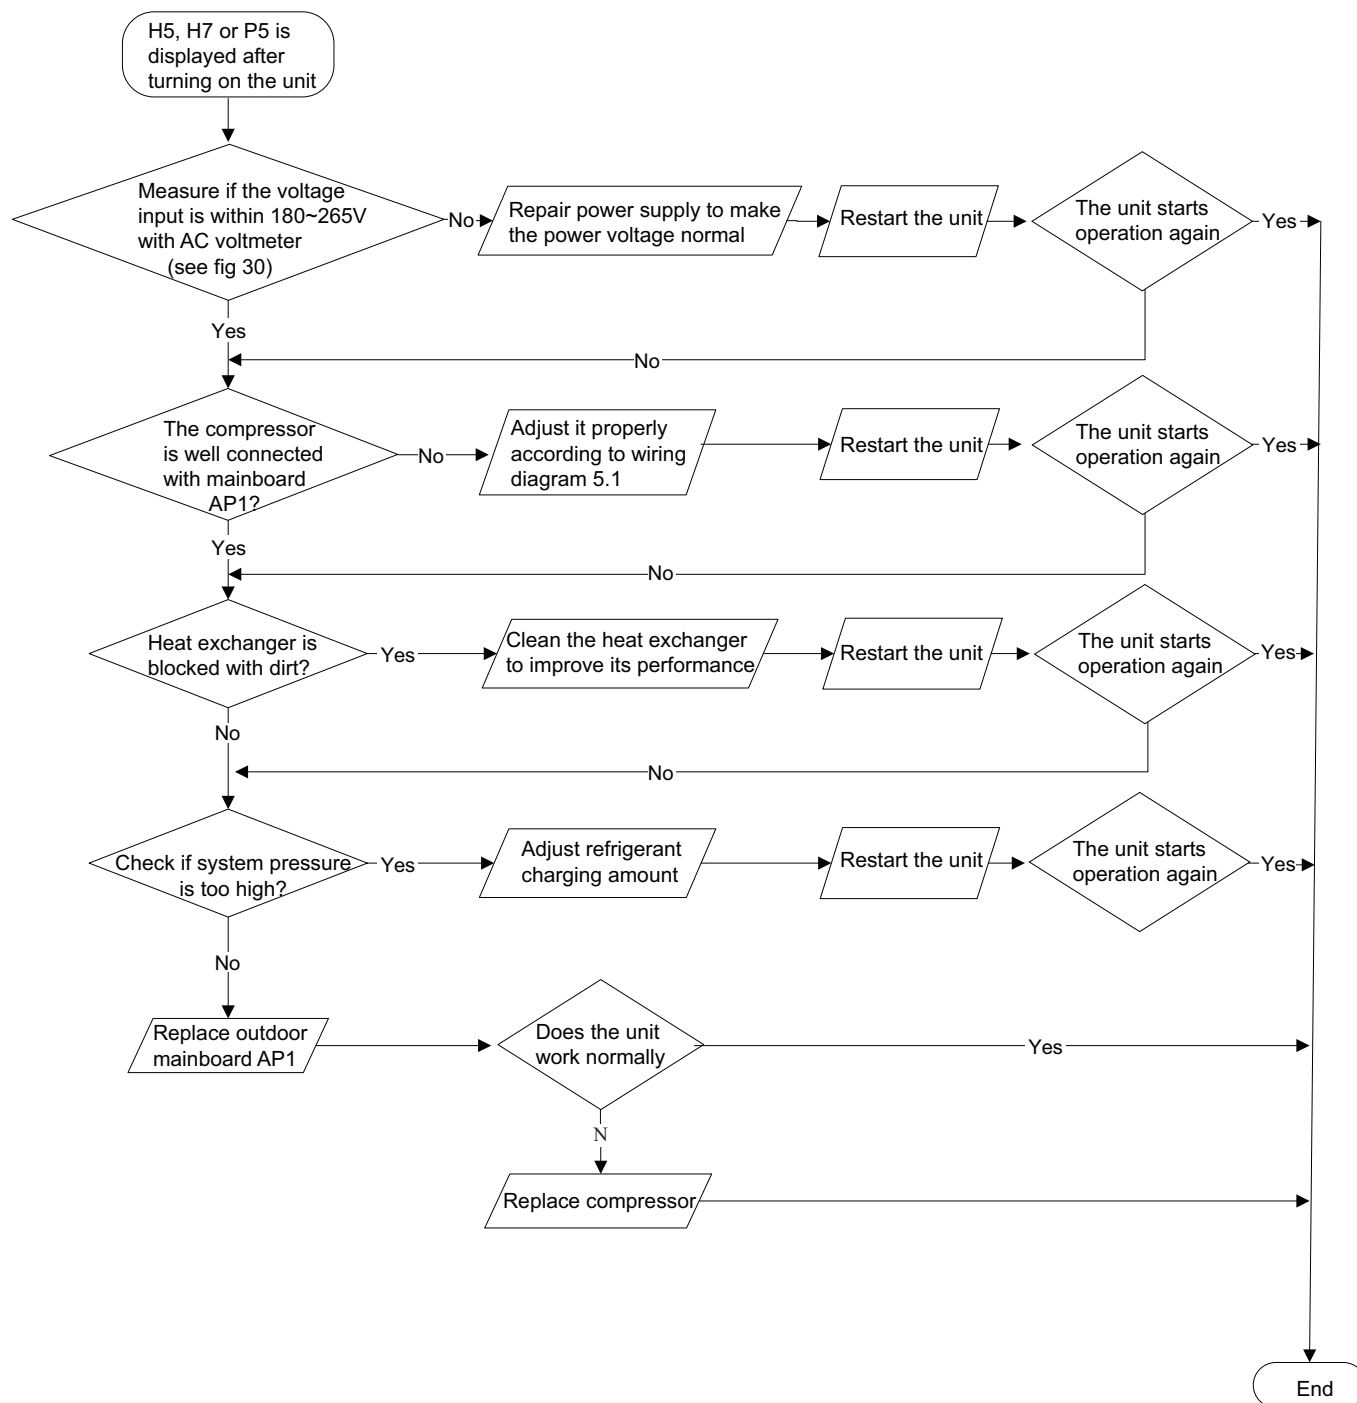 H5, H7 or P5 is
displayed after
turning on the unit
Measure if the voltage
input is within 180~265V
with AC voltmeter
(see fig 30)
No
Repair power supply to make
the power voltage normal
Restart the unit
The unit starts
operation again
Yes
Yes
No
The compressor
is well connected
with mainboard
AP1?
No
Adjust it properly
according to wiring
diagram 5.1
Restart the unit
The unit starts
operation again
Yes
Yes
No
Heat exchanger is
blocked with dirt?
Yes
Clean the heat exchanger
to improve its performance
Restart the unit
The unit starts
operation again
Yes
No
No
Check if system pressure
is too high?
Yes
Adjust refrigerant
charging amount
Restart the unit
The unit starts
operation again
Yes
No
Replace outdoor
mainboard AP1
Does the unit
work normally
Yes
N
Replace compressor
End